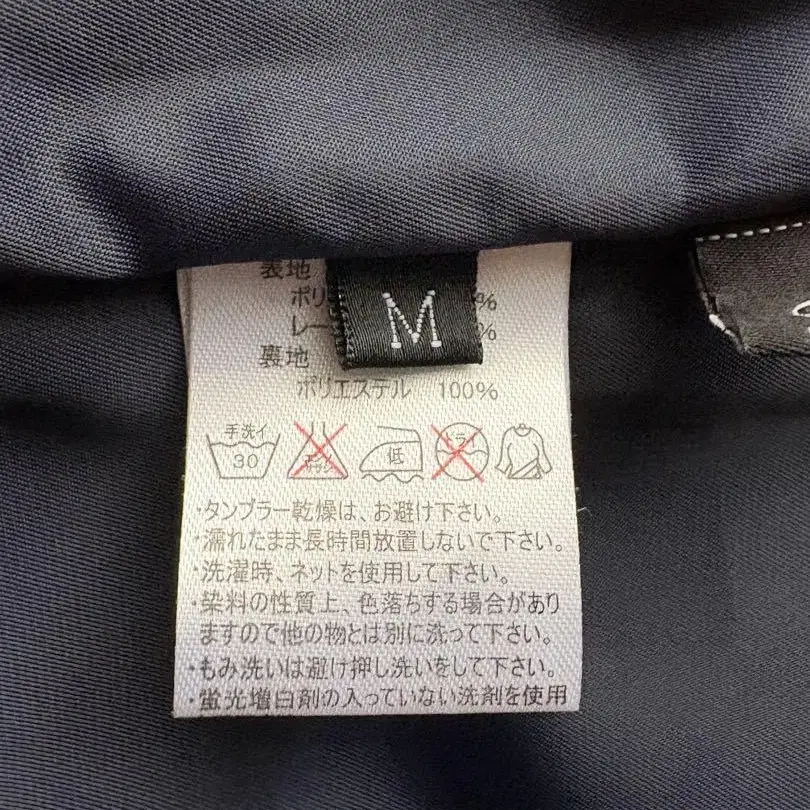 表地
M
裏地
ポリエステル 100%
手洗イ
30
低
ドライ
・タンブラー乾燥は、お避け下さい。
・濡れたまま長時間放置しないで下さい。
・洗濯時、ネットを使用して下さい。
・染料の性質上、色落ちする場合があり
ますので他の物とは別に洗って下さい。
・もみ洗いは避け押し洗いをして下さい。
・蛍光増白剤の入っていない洗剤を使用